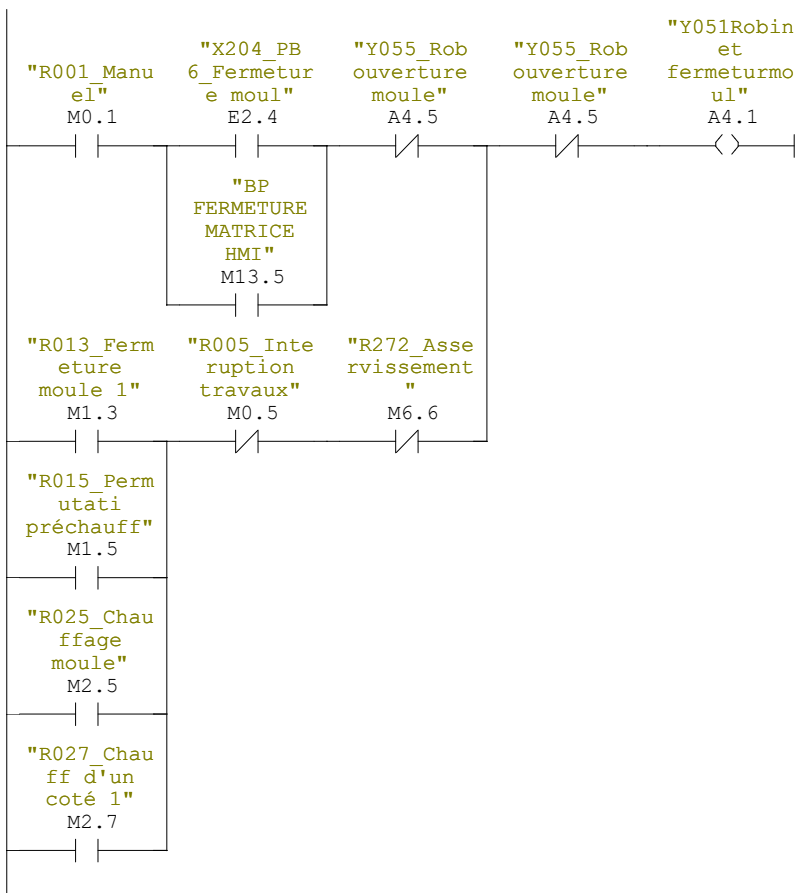 "R001_Manu
el"
M0.1
"X204_PB
6_Fermetur
e moul"
E2.4
"Y055_Rob
ouverture
moule"
A4.5
"Y055_Rob
ouverture
moule"
A4.5
"Y051Robin
et
fermeturmo
ul"
A4.1
"BP
FERMETURE
MATRICE
HMI"
M13.5
"R013_Ferm
eture
moule 1"
M1.3
"R005_Inte
ruption
travaux"
M0.5
"R272_Asse
rvissement
"
M6.6
"R015_Perm
utati
préchauff"
M1.5
"R025_Chau
ffage
moule"
M2.5
"R027_Chau
ff d'un
coté 1"
M2.7